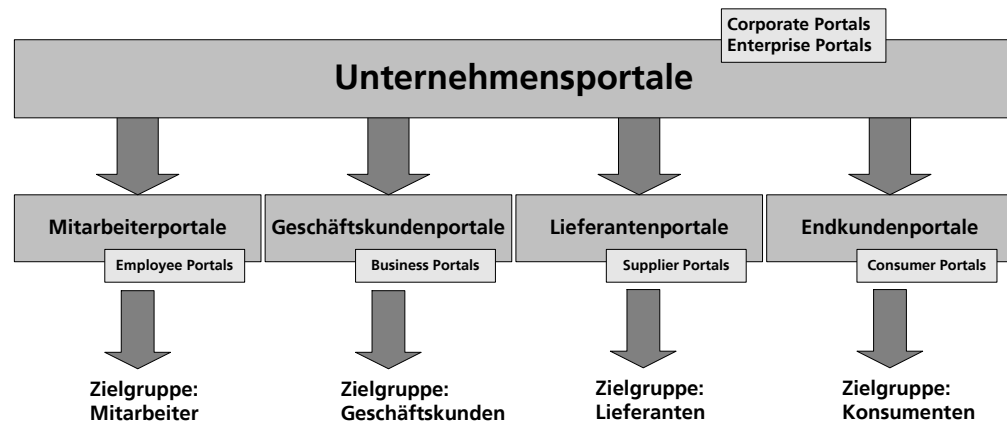 Corporate Portals
Enterprise Portals
Unternehmensportale
Mitarbeiterportale
Employee Portals
Geschäftskundenportale
Business Portals
Lieferantenportale
Supplier Portals
Endkundenportale
Consumer Portals
Zielgruppe:
Mitarbeiter
Zielgruppe:
Geschäftskunden
Zielgruppe:
Lieferanten
Zielgruppe:
Konsumenten